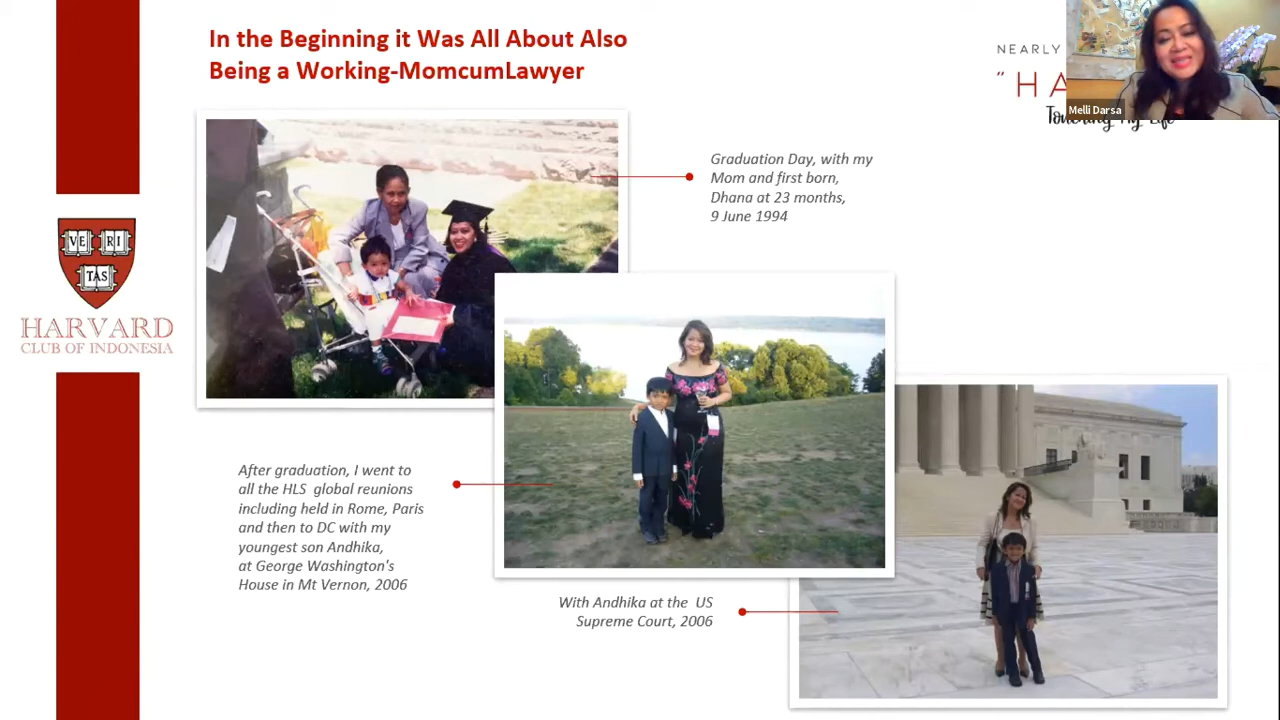 In the Beginning it Was All About Also
Being a Working-MomcumLawyer
NEARLY
"HA
Melli Darsa
Touching My Life
Graduation Day, with my
Mom and first born,
Dhana at 23 months,
9 June 1994
VE RI
TAS
HARVARD
CLUB OF INDONESIA
After graduation, I went to
all the HLS global reunions
including held in Rome, Paris
and then to DC with my
youngest son Andhika,
at George Washington's
House in Mt Vernon, 2006
With Andhika at the US
Supreme Court, 2006